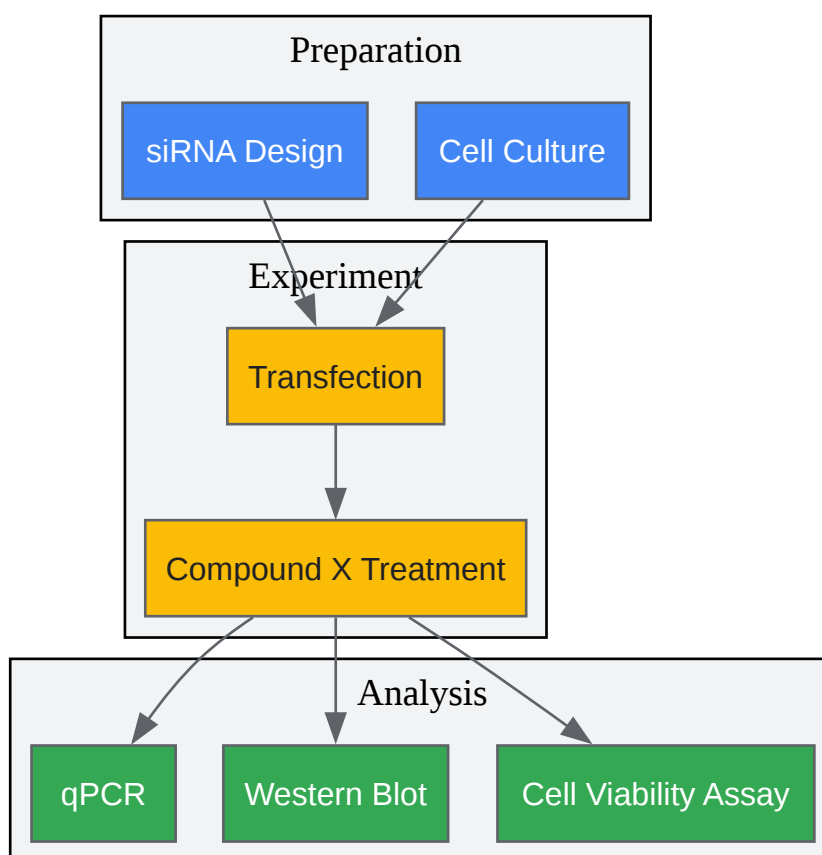 Preparation
siRNA Design
Cell Culture
Experiment
Transfection
Compound X Treatment
Analysis
qPCR
Western Blot
Cell Viability Assay